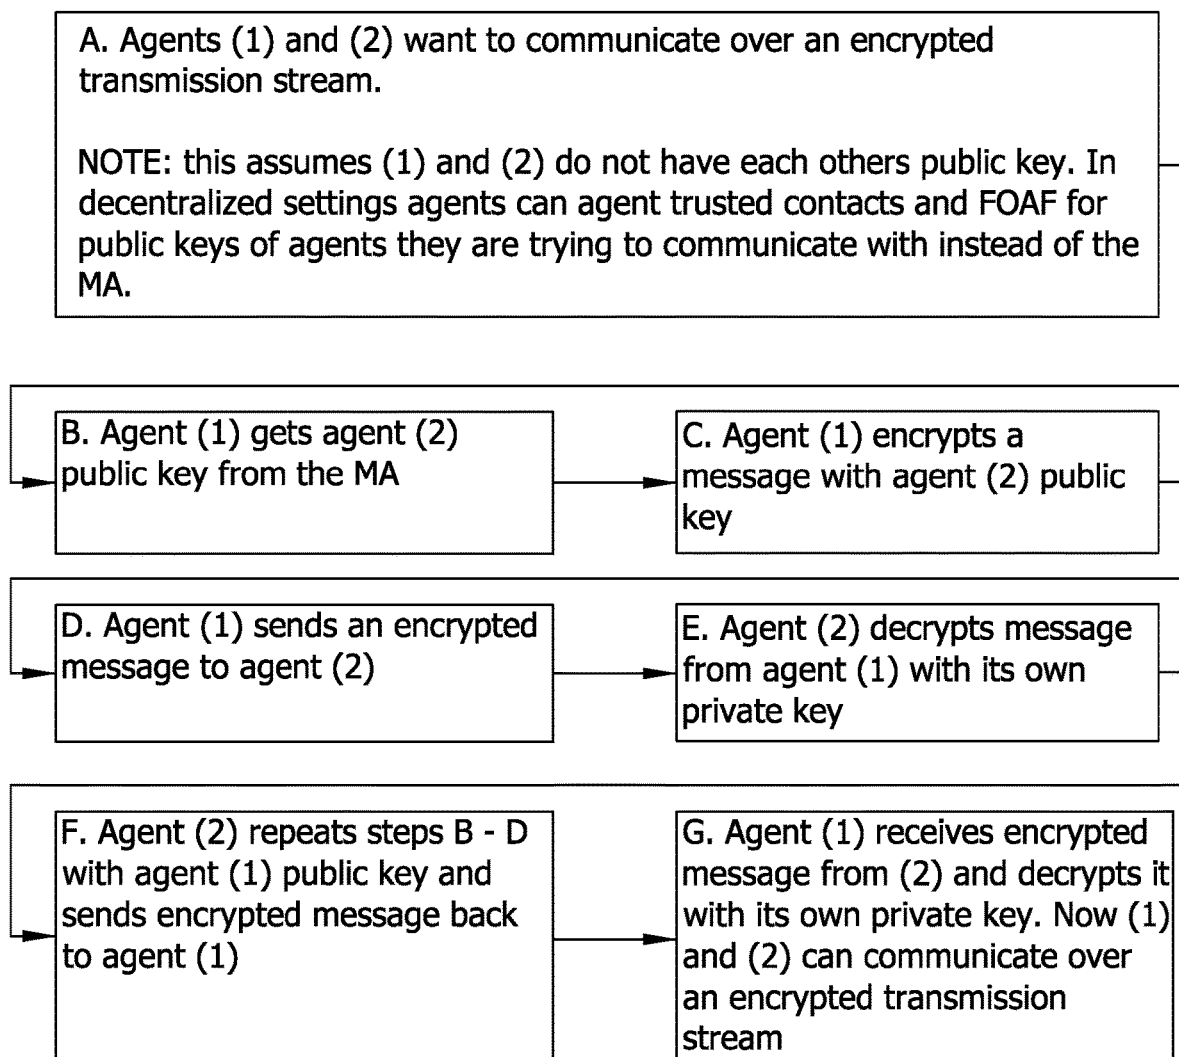 A. Agents (1) and (2) want to communicate over an encrypted
transmission stream.
NOTE: this assumes (1) and (2) do not have each others public key. In
decentralized settings agents can agent trusted contacts and FOAF for
public keys of agents they are trying to communicate with instead of the
MA.
B. Agent (1) gets agent (2)
public key from the MA
C. Agent (1) encrypts a
message with agent (2) public
key
D. Agent (1) sends an encrypted
message to agent (2)
E. Agent (2) decrypts message
from agent (1) with its own
private key
F. Agent (2) repeats steps B - D
with agent (1) public key and
sends encrypted message back
to agent (1)
G. Agent (1) receives encrypted
message from (2) and decrypts it
with its own private key. Now (1)
and (2) can communicate over
an encrypted transmission
stream